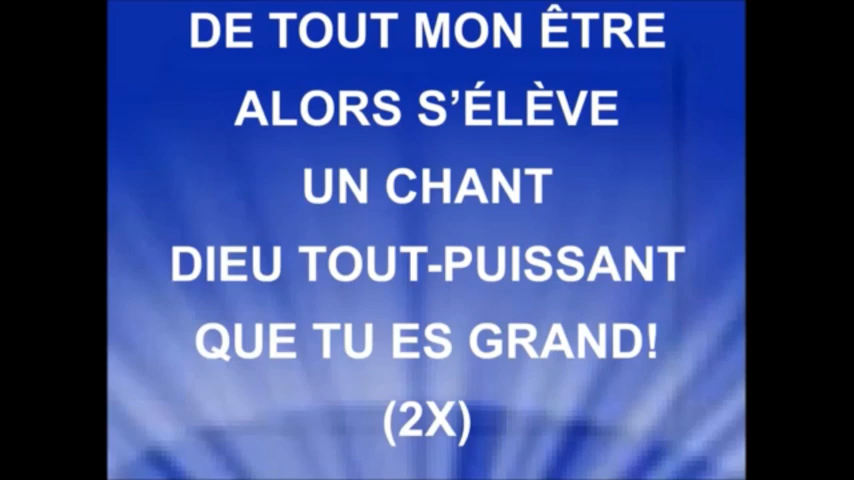 DE TOUT MON ÊTRE
ALORS S’ÉLÈVE
UN CHANT
DIEU TOUT-PUISSANT
QUE TU ES GRAND!
(2X)